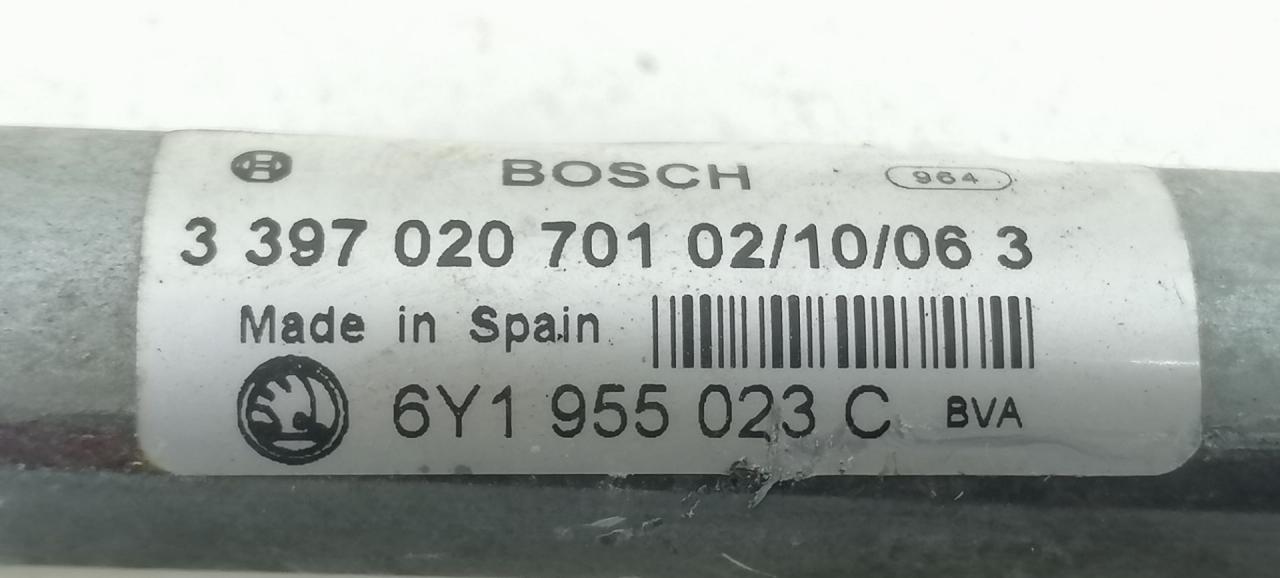 BOSCH 964
3 397 020 701 02/10/06 3
Made in Spain
6Y1 955 023 C BVA